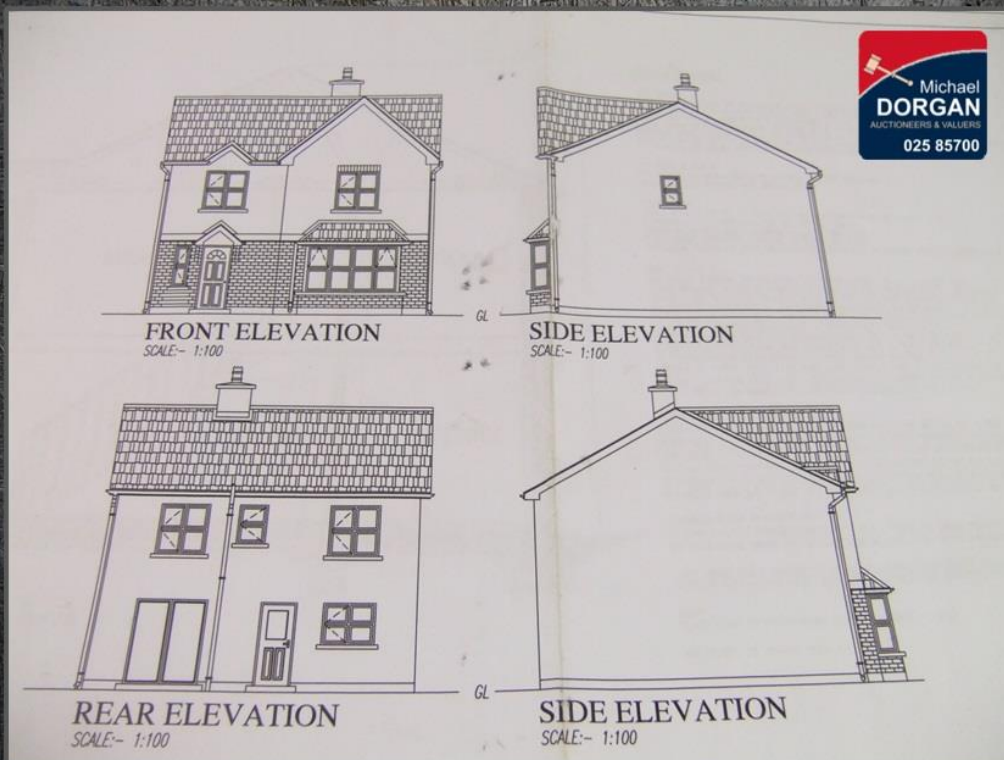 Michael
DORGAN
AUCTIONEERS & VALUERS
025 85700
GL
FRONT ELEVATION
SCALE:- 1:100
SIDE ELEVATION
SCALE:- 1:100
GL
REAR ELEVATION
SCALE:- 1:100
SIDE ELEVATION
SCALE:- 1:100